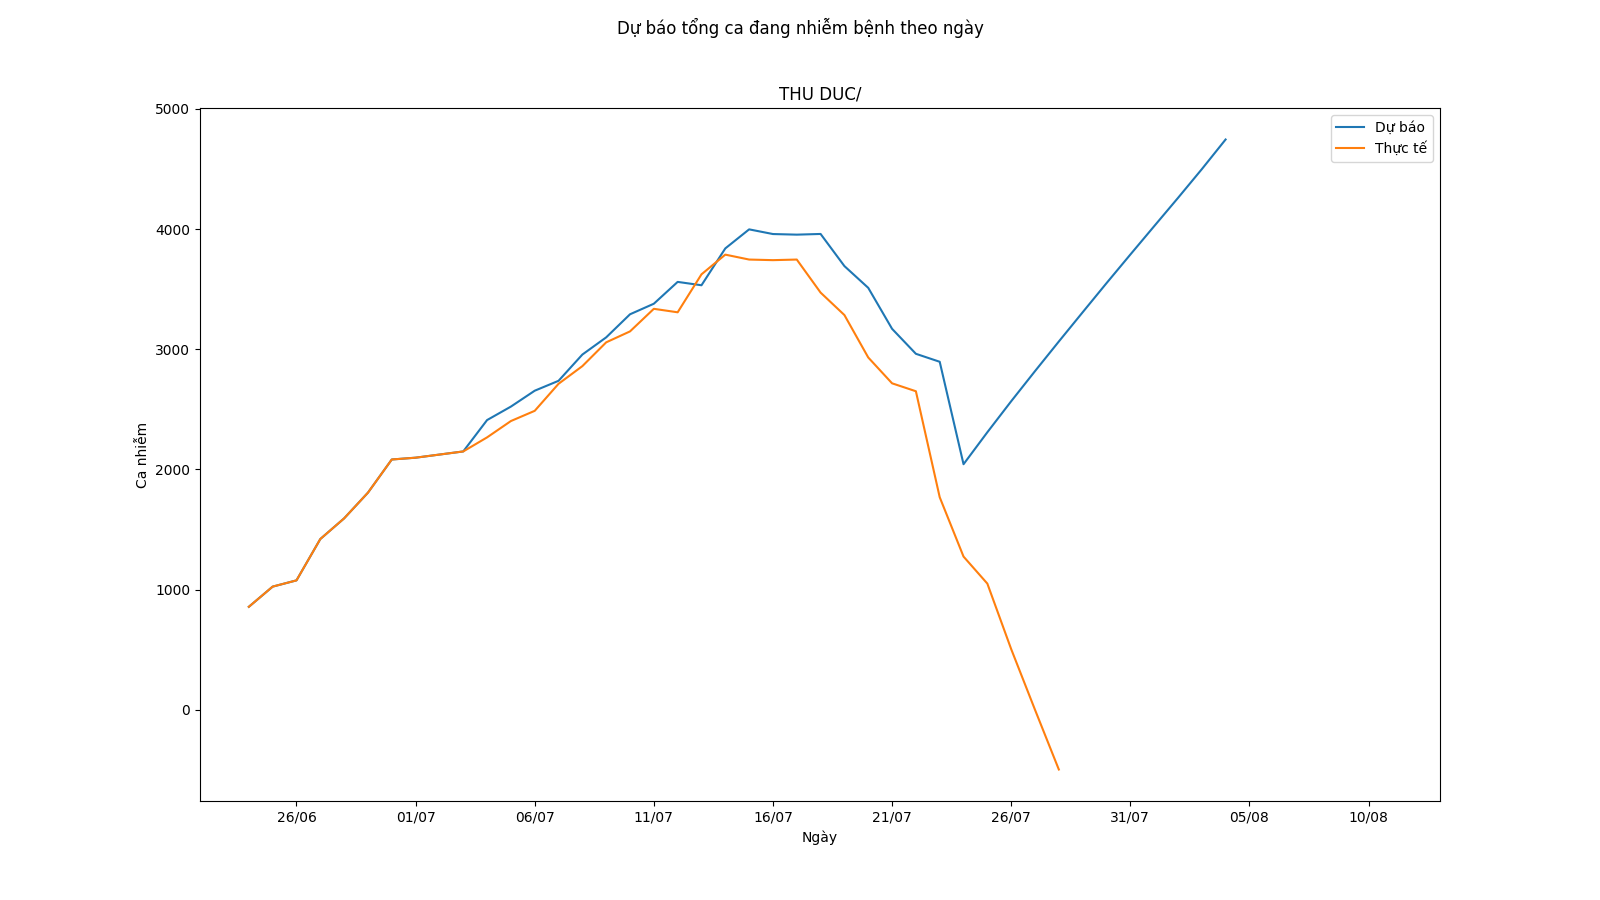 Dự báo tổng ca đang nhiễm bệnh theo ngày
THU DUC/
Dự báo
Thực tế
Ca nhiễm
5000
4000
3000
2000
1000
0
26/06 01/07 06/07 11/07 16/07 21/07 26/07 31/07 05/08 10/08
Ngày